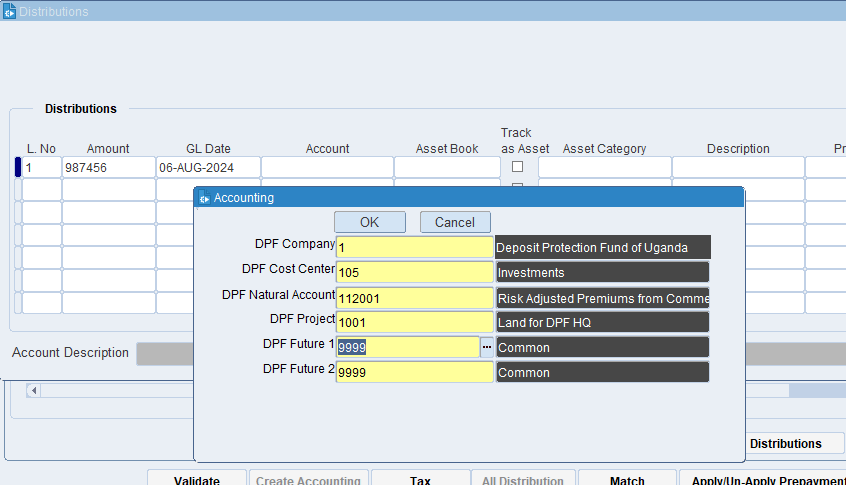 Distributions
Distributions
Track
L. No Amount GL Date Account Asset Book as Asset Asset Category Description
1 987456 06-AUG-2024
Accounting
OK Cancel
DPF Company 1 Deposit Protection Fund of Uganda
DPF Cost Center 105 Investments
DPF Natural Account 112001 Risk Adjusted Premiums from Comme
DPF Project 1001 Land for DPF HQ
DPF Future 1 9999 ... Common
DPF Future 2 9999 Common
Account Description
Distributions
Validate Create Accounting Tax All Distribution Match Apply/Un-Apply Prepayment